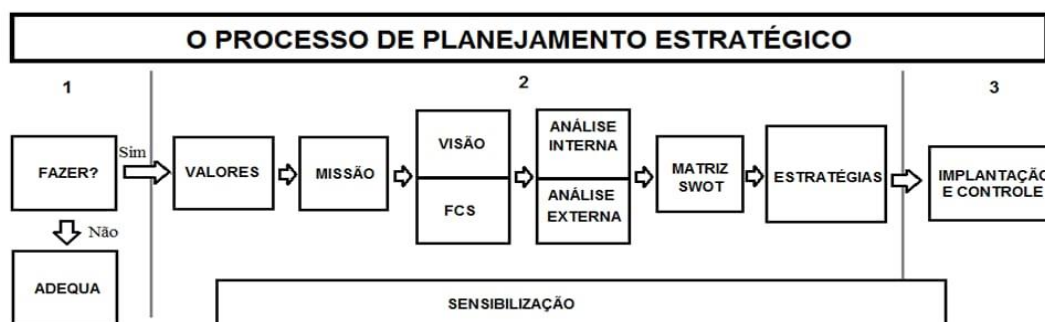 O PROCESSO DE PLANEJAMENTO ESTRATÉGICO
1
2
3
FAZER?
Sim
VALORES
MISSÃO
VISÃO
FCS
ANÁLISE
INTERNA
ANÁLISE
EXTERNA
MATRIZ
SWOT
ESTRATÉGIAS
IMPLANTAÇÃO
E CONTROLE
Não
ADEQUA
SENSIBILIZAÇÃO